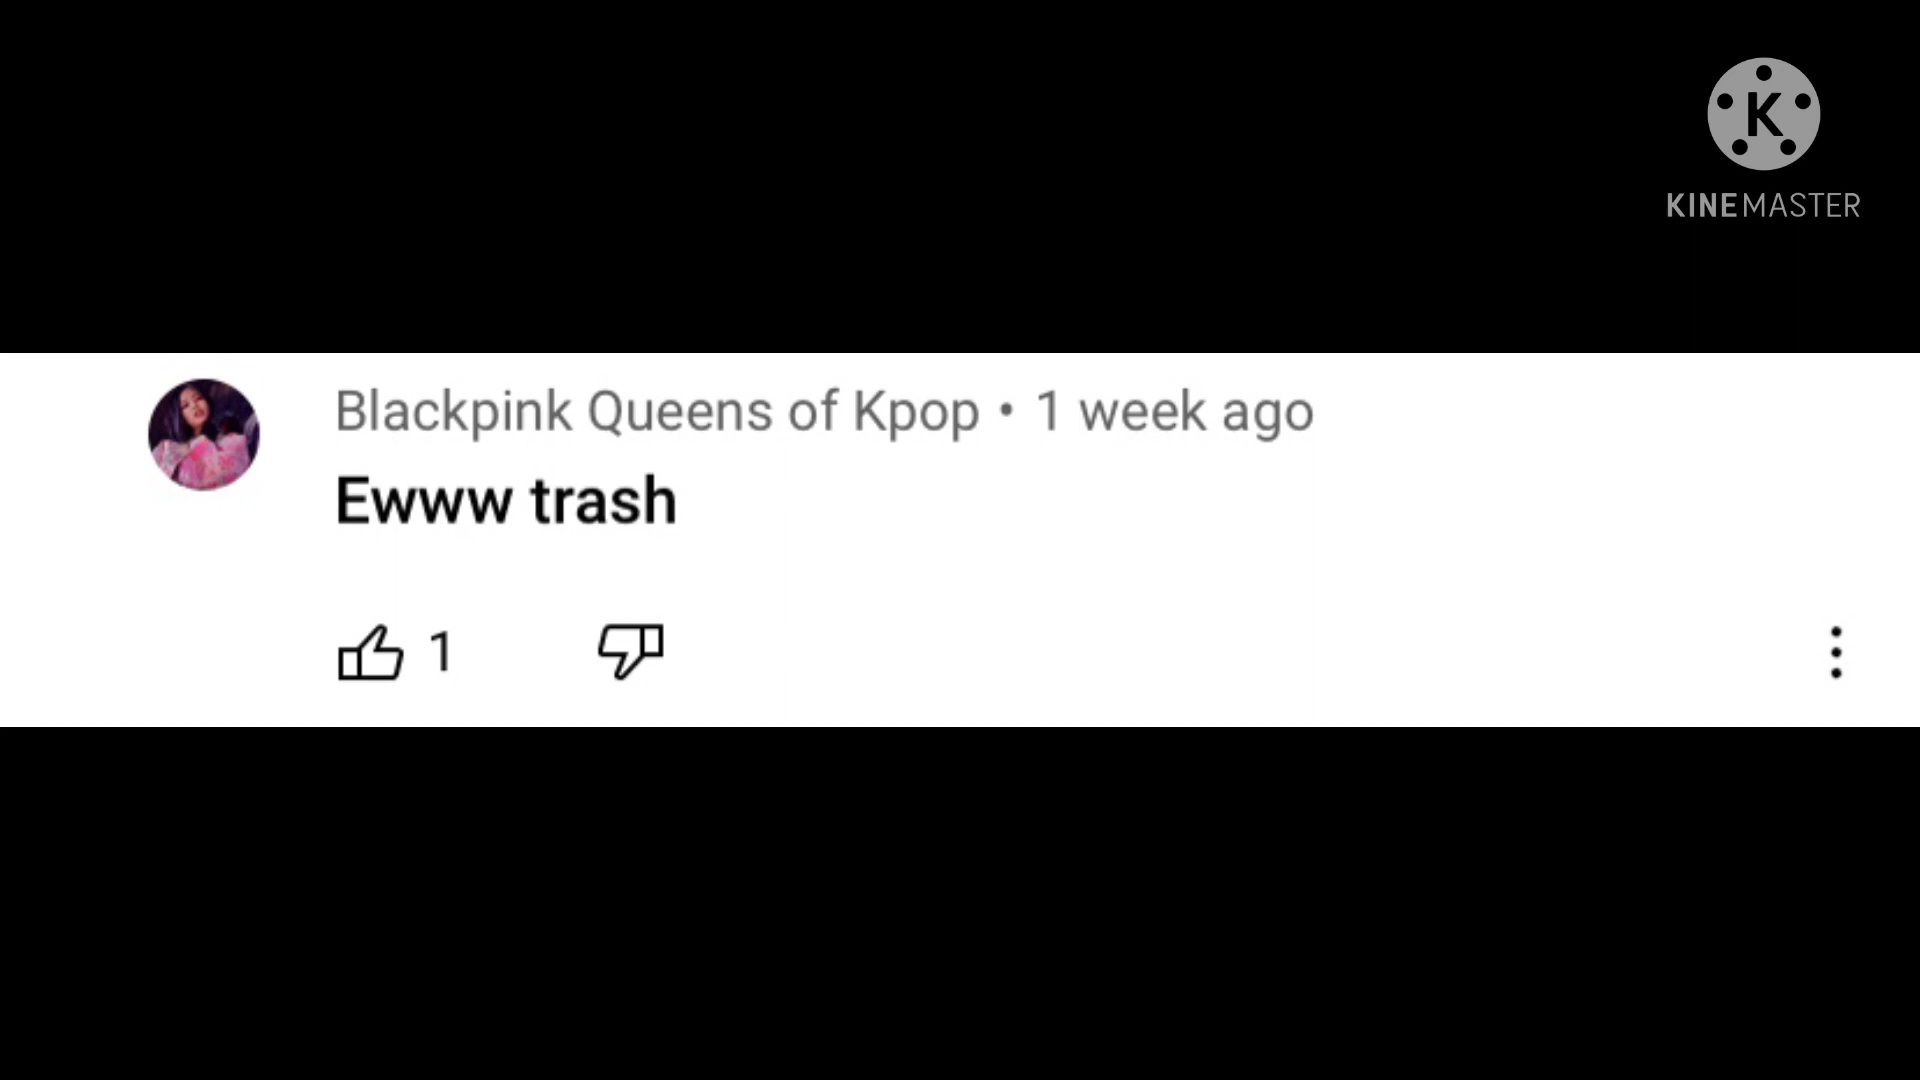 K
KINEMASTER
Blackpink Queens of Kpop • 1 week ago
Ewww trash
1